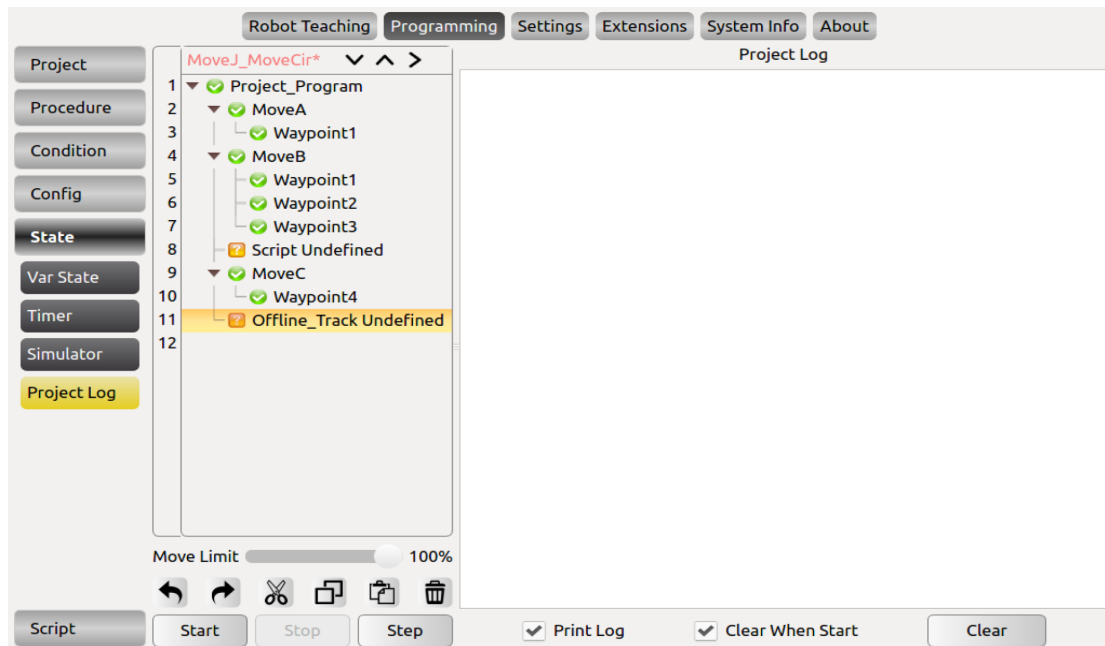 Robot Teaching Programming Settings Extensions System Info About
Project
Procedure
Condition
Config
State
Var State
Timer
Simulator
Project Log
Script
MoveJ_MoveCir*
1 Project_Program
2 MoveA
3 Waypoint1
4 MoveB
5 Waypoint1
6 Waypoint2
7 Waypoint3
8 Script Undefined
9 MoveC
10 Waypoint4
11 Offline_Track Undefined
12
Move Limit 100%
Start Stop Step
Project Log
Print Log Clear When Start Clear